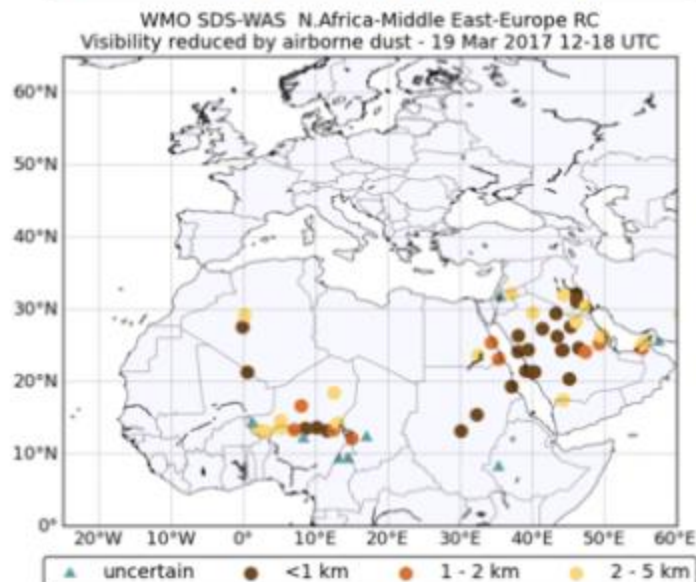 WMO SDS-WAS N.Africa-Middle East-Europe RC
Visibility reduced by airborne dust - 19 Mar 2017 12-18 UTC
60°N
50°N
40°N
30°N
20°N
10°N
0°
20°W 10°W 0° 10°E 20°E 30°E 40°E 50°E 60°E
uncertain <1 km 1 - 2 km 2 - 5 km